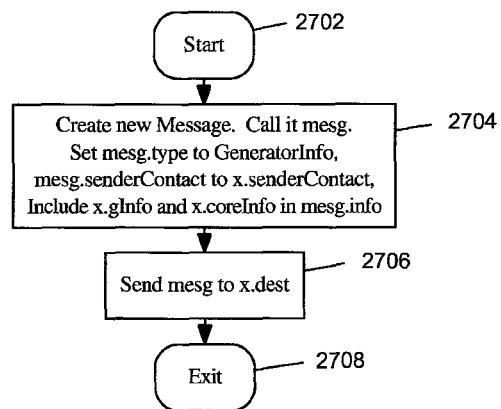 Start
2702
Create new Message. Call it mesg.
Set mesg.type to GeneratorInfo,
mesg.senderContact to x.senderContact,
Include x.gInfo and x.coreInfo in mesg.info
2704
Send mesg to x.dest
2706
Exit
2708